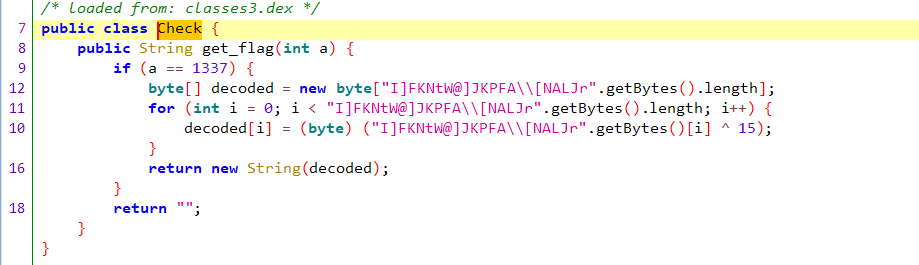 /* loaded from: classes3.dex */
7 public class Check {
8 public String get_flag(int a) {
9 if (a == 1337) {
12 byte[] decoded = new byte["I]FKNtW@]JKPFA\\[NALJr".getBytes().length];
11 for (int i = 0; i < "I]FKNtW@]JKPFA\\[NALJr".getBytes().length; i++) {
10 decoded[i] = (byte) ("I]FKNtW@]JKPFA\\[NALJr".getBytes()[i] ^ 15);
}
16 return new String(decoded);
}
18 return "";
}
}